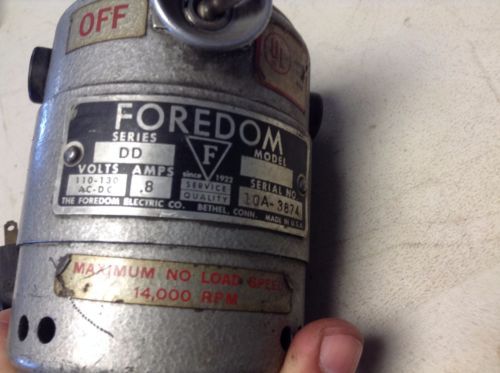 OFF
UL
FOREDOM
SERIES
DD
MODEL
F
VOLTS AMPS
110-130
AC-DC
.8
since 1922
SERVICE
QUALITY
SERIAL NO
10A-3874
THE FOREDOM ELECTRIC CO. BETHEL, CONN. MADE IN U.S.A.
MAXIMUM NO LOAD SPEED
14,000 RPM